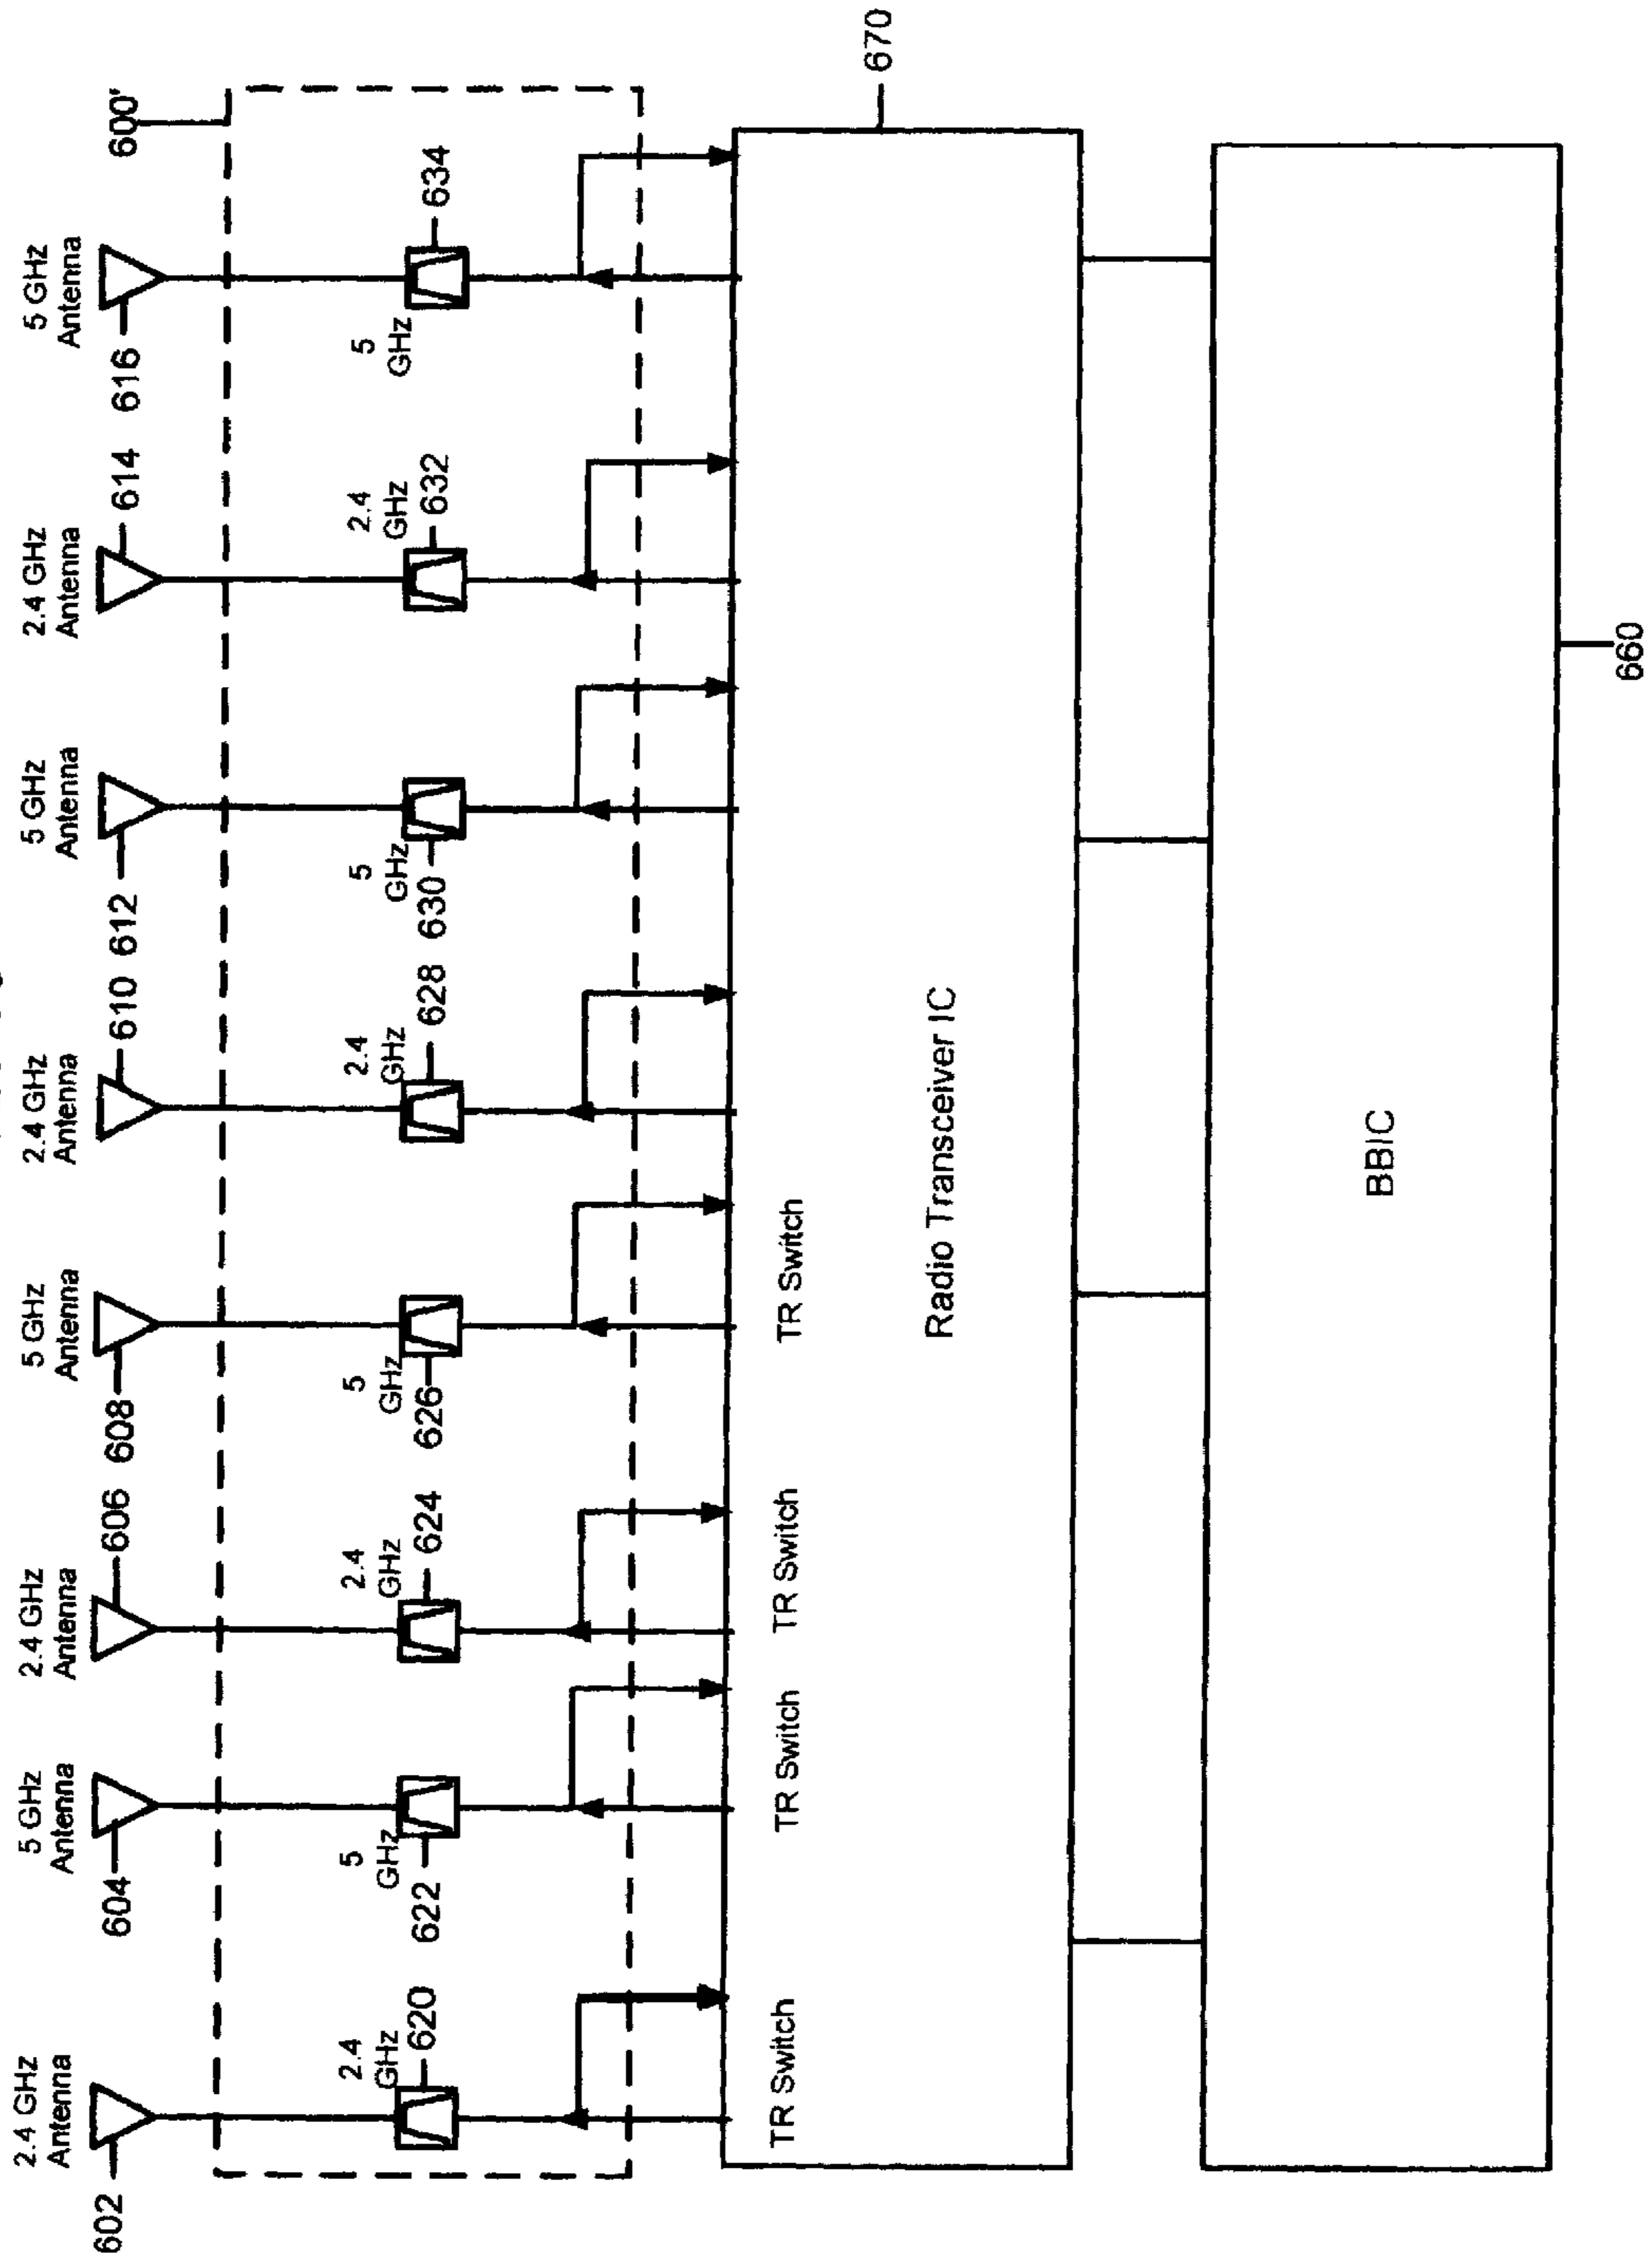 2.4 GHz
Antenna
5 GHz
Antenna
2.4 GHz
Antenna
5 GHz
Antenna
2.4 GHz
Antenna
5 GHz
Antenna
2.4 GHz
Antenna
5 GHz
Antenna
602
604
606
608
610
612
614
616
600'
2.4
GHz
620
5
GHz
622
2.4
GHz
624
5
GHz
626
2.4
GHz
628
5
GHz
630
2.4
GHz
632
5
GHz
634
TR Switch
TR Switch
TR Switch
TR Switch
Radio Transceiver IC
670
BBIC
660